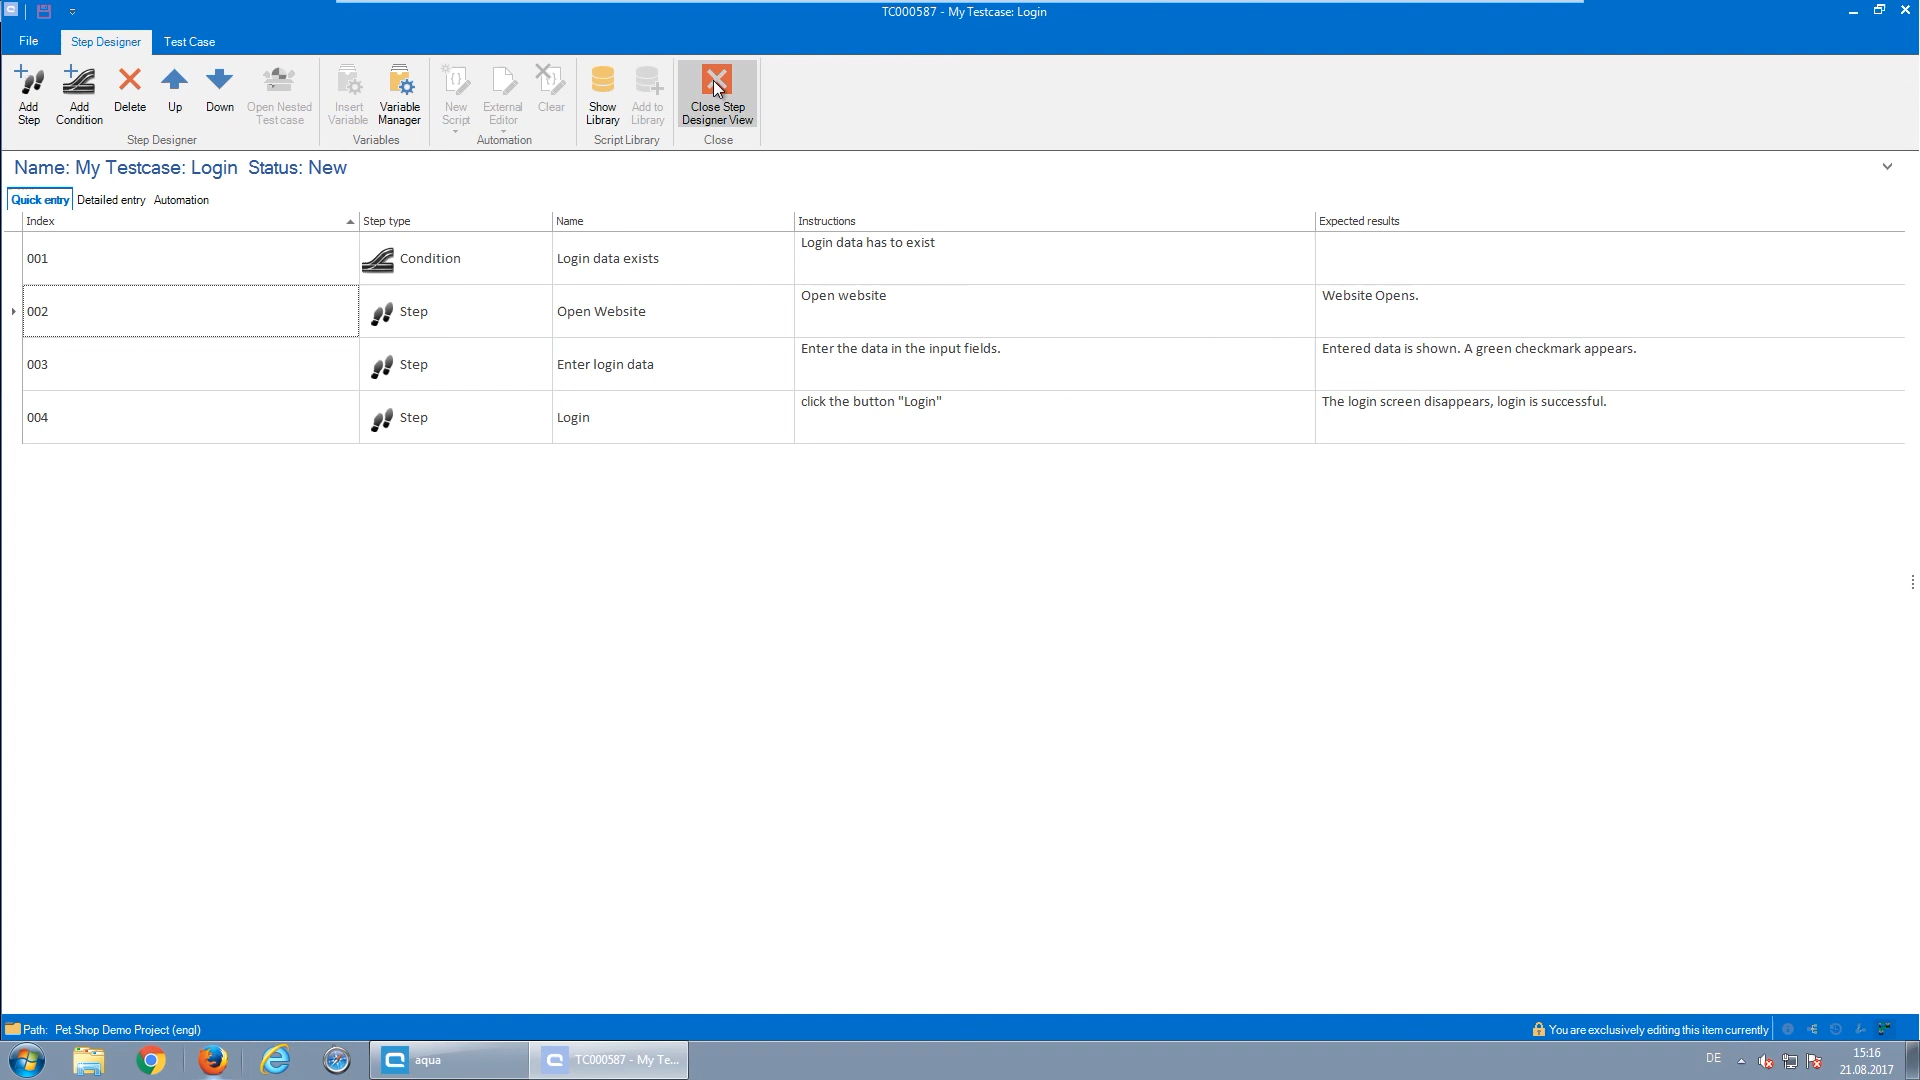 TC000587 - My Testcase: Login
File
Step Designer
Test Case
Add Step
Add Condition
Delete
Up
Down
Open Nested Testcase
Insert Variable
Variable Manager
New Script
External Editor
Clear
Show Library
Add to Library
Close Step Designer View
Step Designer
Variables
Automation
Script Library
Close
Name: My Testcase: Login Status: New
Quick entry Detailed entry Automation
Index Step type Name Instructions Expected results
001 Condition Login data exists Login data has to exist
002 Step Open Website Open website Website Opens.
003 Step Enter login data Enter the data in the input fields. Entered data is shown. A green checkmark appears.
004 Step Login click the button "Login" The login screen disappears, login is successful.
Path: Pet Shop Demo Project (engl)
You are exclusively editing this item currently
aqua
TC000587 - My Te...
DE
15:16
21.08.2017